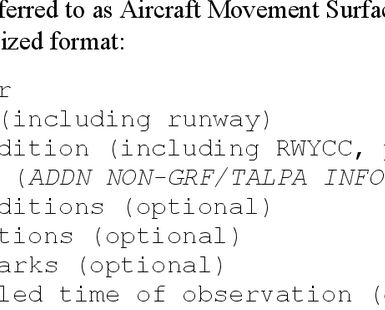 ferred to as Aircraft Movement Surfac
ized format:
r
(including runway)
dition (including RWYCC, p
(ADDN NON-GRF/TALPA INFO
ditions (optional)
tions (optional)
arks (optional)
led time of observation (